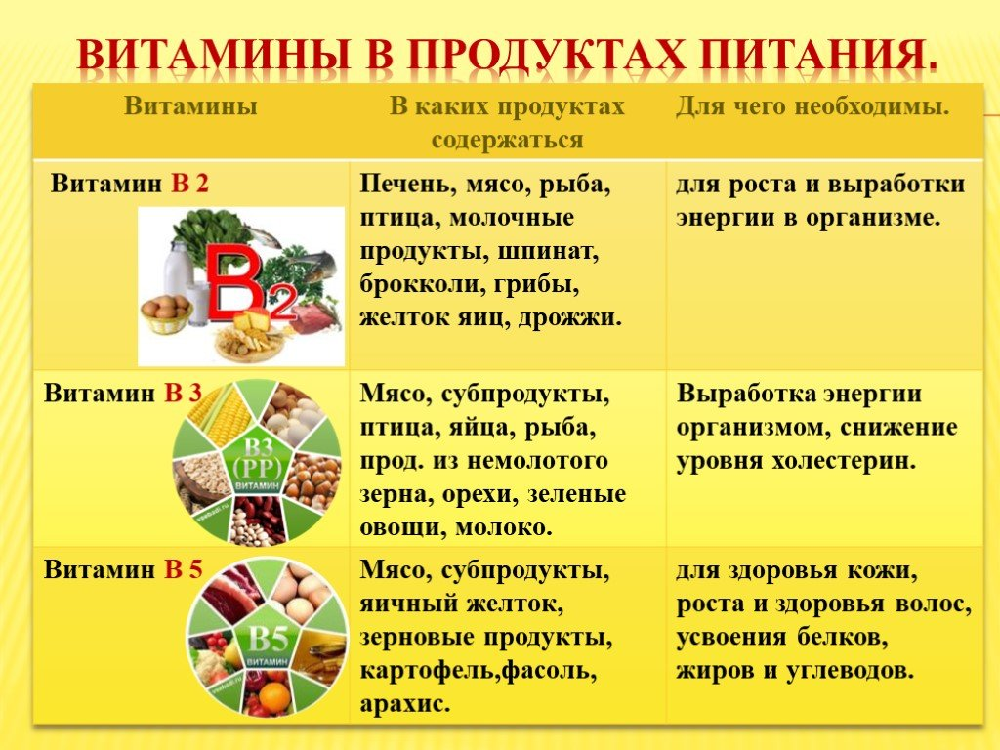 ВИТАМИНЫ В ПРОДУКТАХ ПИТАНИЯ.
Витамины
В каких продуктах
содержаться
Для чего необходимы.
Витамин В 2
B2
Печень, мясо, рыба,
птица, молочные
продукты, шпинат,
брокколи, грибы,
желток яиц, дрожжи.
для роста и выработки
энергии в организме.
Витамин В 3
В3
(РР)
ВИТАМИН
Мясо, субпродукты,
птица, яйца, рыба,
прод. из немолотого
зерна, орехи, зеленые
овощи, молоко.
Выработка энергии
организмом, снижение
уровня холестерин.
Витамин В 5
В5
ВИТАМИН
Мясо, субпродукты,
яичный желток,
зерновые продукты,
картофель,фасоль,
арахис.
для здоровья кожи,
роста и здоровья волос,
усвоения белков,
жиров и углеводов.